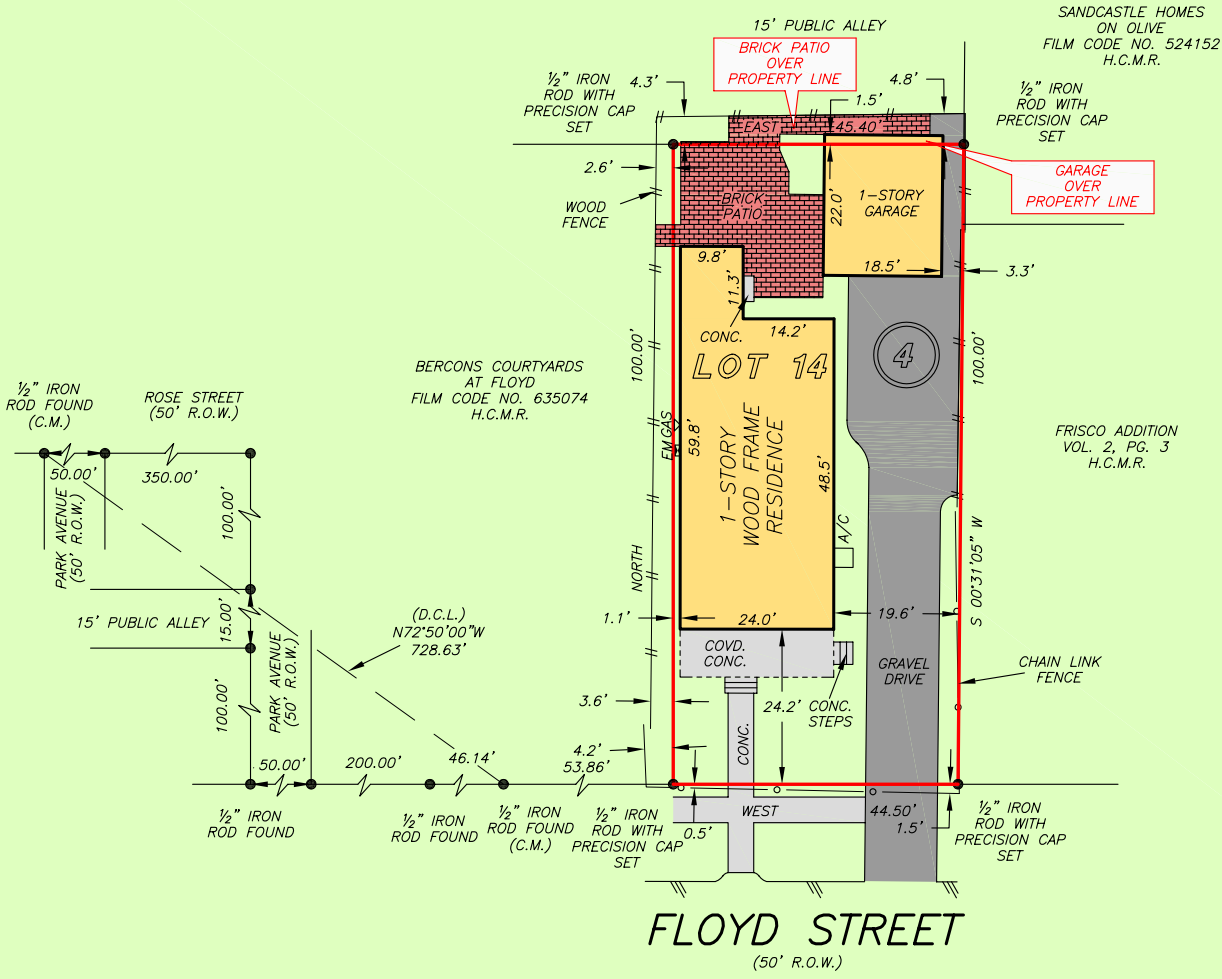 SANDCASTLE HOMES
ON OLIVE
FILM CODE NO. 524152
H.C.M.R.
15' PUBLIC ALLEY
BRICK PATIO
OVER
PROPERTY LINE
½" IRON
ROD WITH
PRECISION CAP
SET
4.3'
4.8'
½" IRON
ROD WITH
PRECISION CAP
SET
1.5'
EAST
45.40'
2.6'
WOOD
FENCE
BRICK
PATIO
22.0'
1-STORY
GARAGE
GARAGE
OVER
PROPERTY LINE
9.8'
11.3'
18.5'
3.3'
CONC.
14.2'
LOT 14
4
100.00'
100.00'
BERCONS COURTYARDS
AT FLOYD
FILM CODE NO. 635074
H.C.M.R.
½" IRON
ROD FOUND
(C.M.)
ROSE STREET
(50' R.O.W.)
FRISCO ADDITION
VOL. 2, PG. 3
H.C.M.R.
GAS
EM
59.8'
1-STORY
WOOD FRAME
RESIDENCE
48.5'
50.00'
350.00'
100.00'
PARK AVENUE
(50' R.O.W.)
A/C
NORTH
S 00°31'05" W
15' PUBLIC ALLEY
15.00'
(D.C.L.)
N72°50'00"W
728.63'
1.1'
24.0'
19.6'
COVD.
CONC.
GRAVEL
DRIVE
CHAIN LINK
FENCE
PARK AVENUE
(50' R.O.W.)
100.00'
3.6'
24.2'
CONC.
STEPS
CONC.
4.2'
50.00'
200.00'
46.14'
53.86'
½" IRON
ROD FOUND
½" IRON
ROD FOUND
½" IRON
ROD FOUND
(C.M.)
½" IRON
ROD WITH
PRECISION CAP
SET
0.5'
WEST
44.50'
1.5'
½" IRON
ROD WITH
PRECISION CAP
SET
FLOYD STREET
(50' R.O.W.)